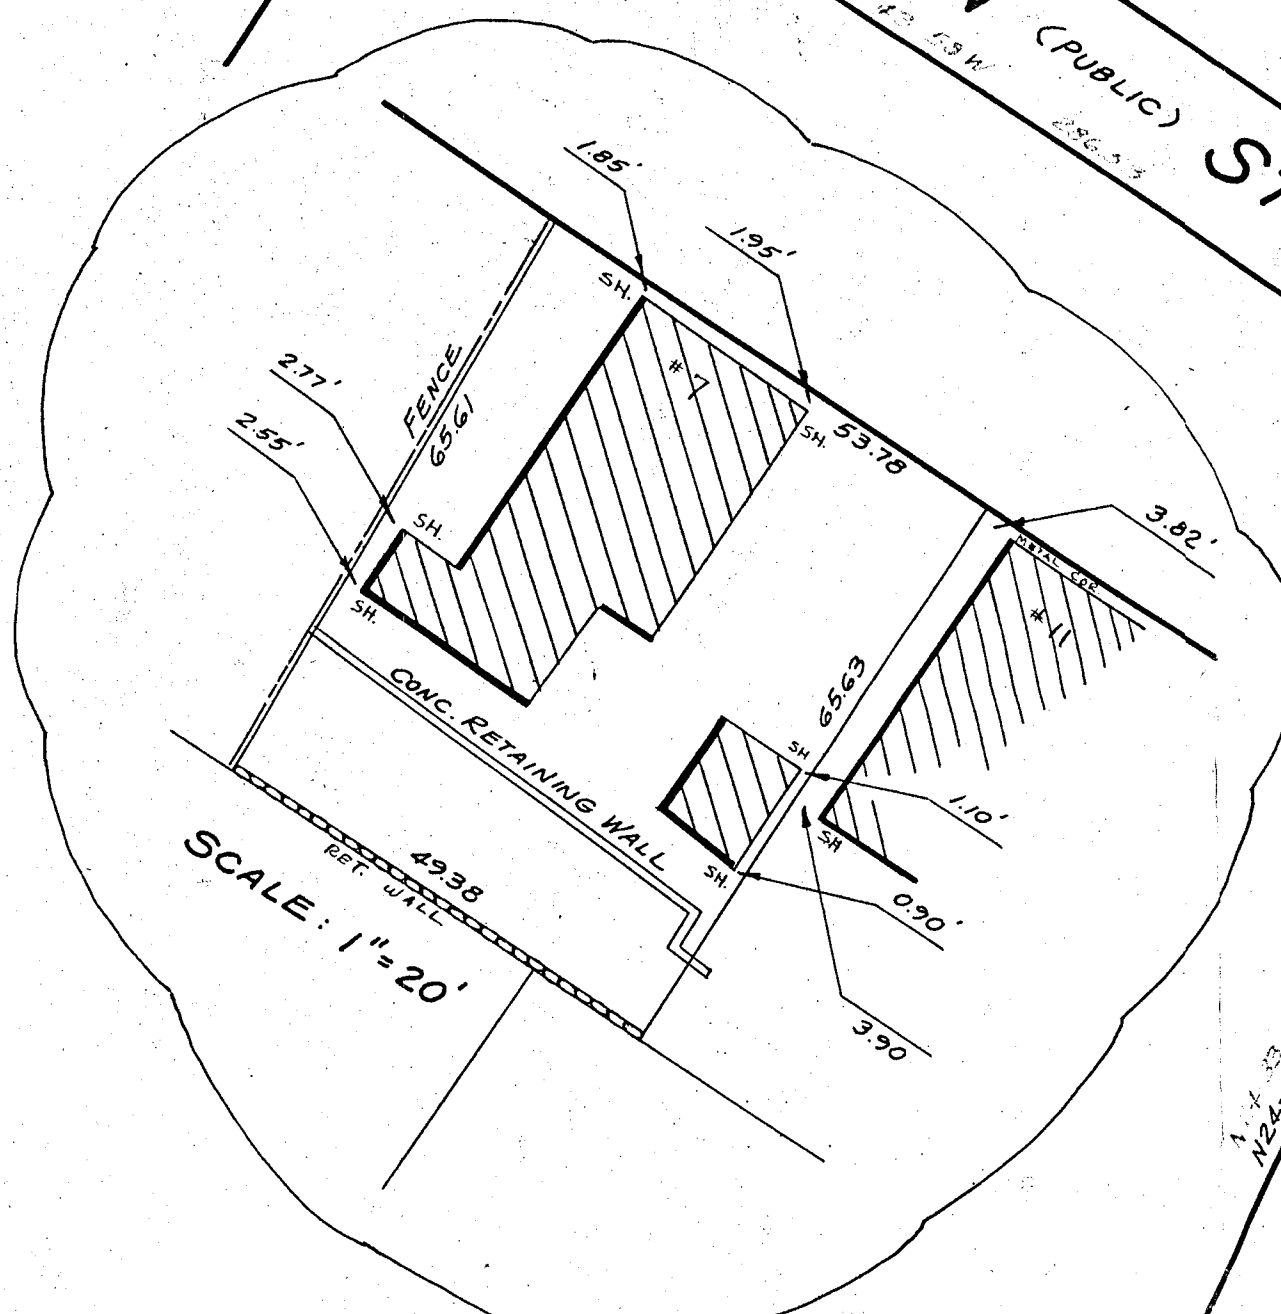 (PUBLIC)
1.85'
1.95'
SH.
2.77'
2.55'
FENCE
65.61
# 7
SH.
53.78
3.82'
METAL COR
# 11
SH.
SH.
CONC. RETAINING WALL
65.63
SH
1.10'
SH
SH.
0.90'
3.90
49.38
RET. WALL
SCALE: 1"=20'